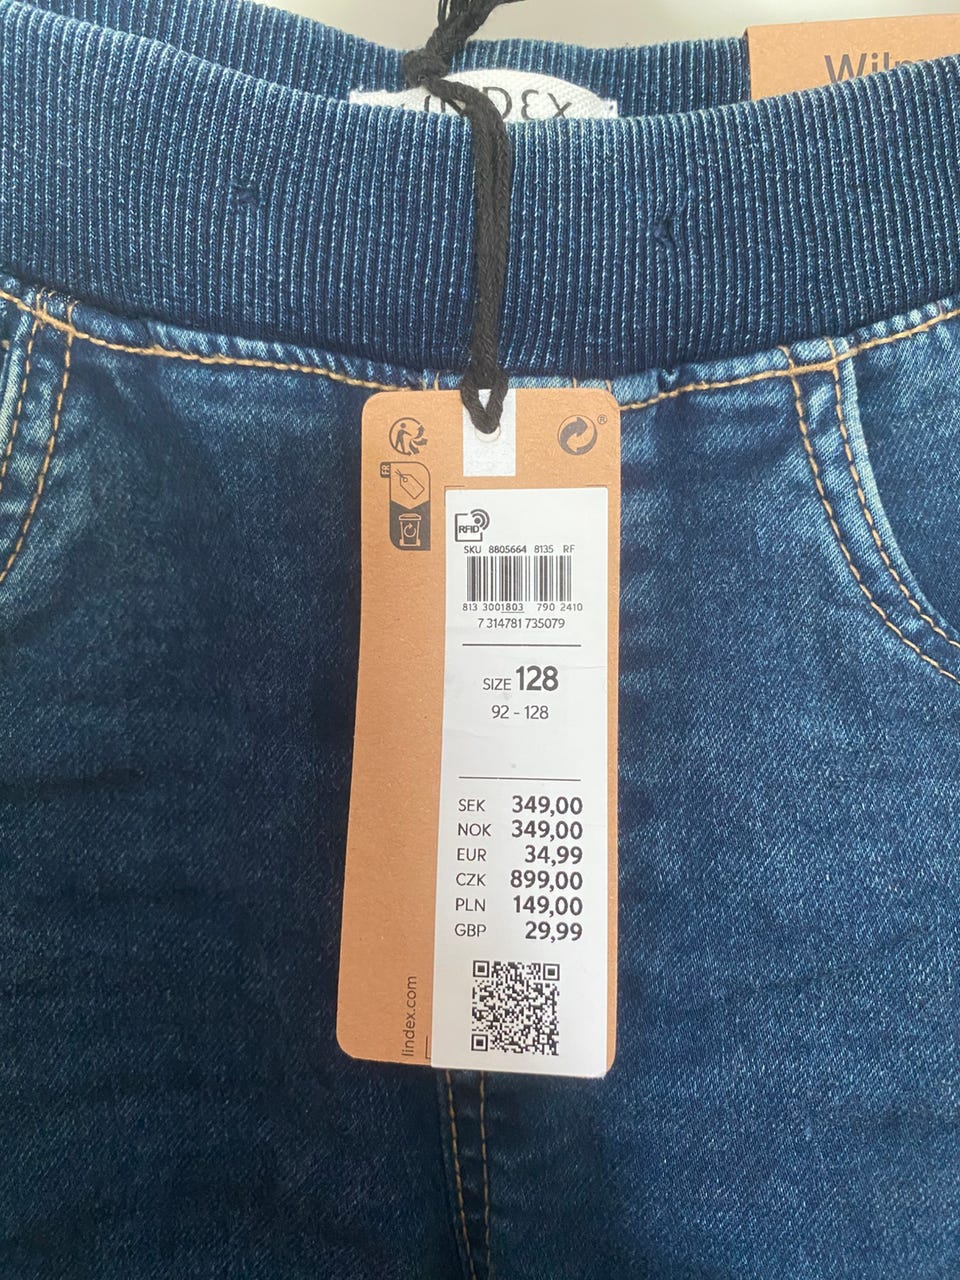 FR
RFID
SKU 8805664 8135 RF
813 3001803 790 2410
7 314781 735079
SIZE 128
92 - 128
SEK 349,00
NOK 349,00
EUR 34,99
CZK 899,00
PLN 149,00
GBP 29,99
lindex.com